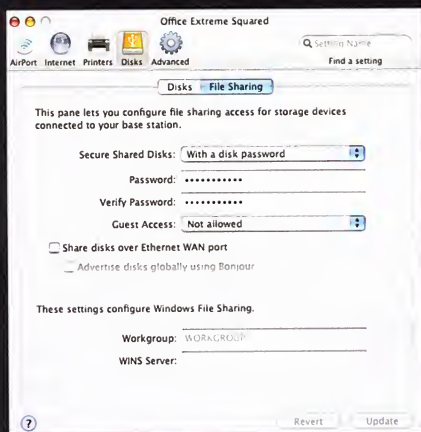 Office Extreme Squared
Setting Name
AirPort Internet Printers Disks Advanced Find a setting
Disks File Sharing
This pane lets you configure file sharing access for storage devices
connected to your base station.
Secure Shared Disks: With a disk password
Password: •••••••••••
Verify Password: •••••••••••
Guest Access: Not allowed
Share disks over Ethernet WAN port
Advertise disks globally using Bonjour
These settings configure Windows File Sharing.
Workgroup: WORKGROUP
WINS Server:
? Revert Update